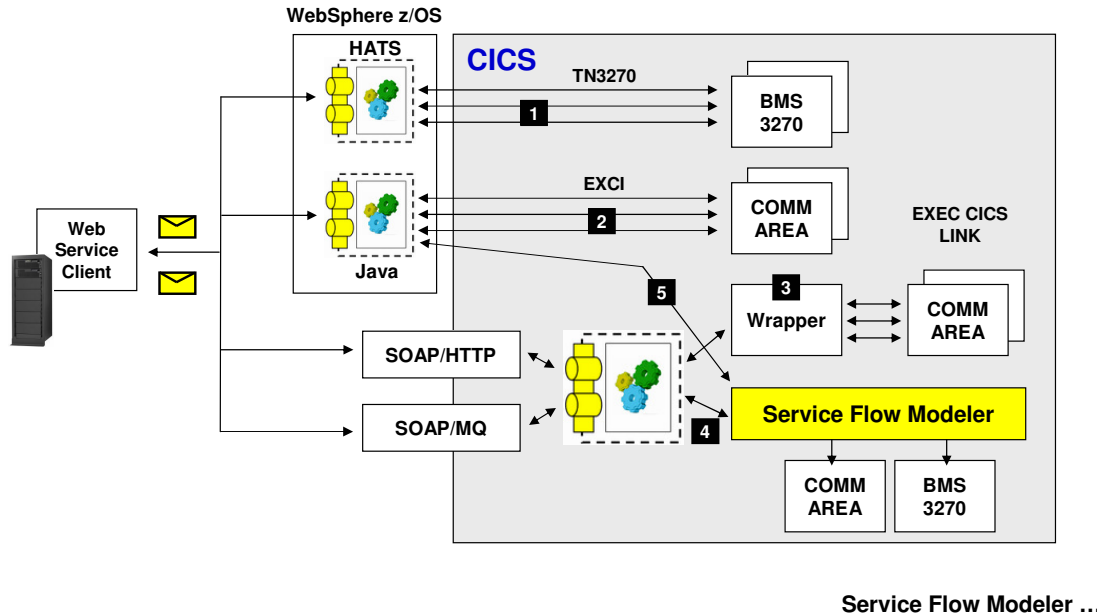 WebSphere z/OS
HATS
CICS
TN3270
1
BMS
3270
EXCI
2
COMM
AREA
EXEC CICS
LINK
Web
Service
Client
Java
5
3
Wrapper
COMM
AREA
SOAP/HTTP
SOAP/MQ
4
Service Flow Modeler
COMM
AREA
BMS
3270
Service Flow Modeler …